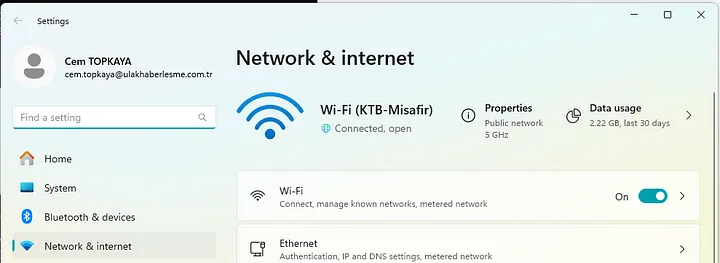 Settings
Cem TOPKAYA
cem.topkaya@ulakhaberlesme.com.tr
Find a setting
Home
System
Bluetooth & devices
Network & internet
Network & internet
Wi-Fi (KTB-Misafir)
Connected, open
Properties
Public network
5 GHz
Data usage
2.22 GB, last 30 days
Wi-Fi
Connect, manage known networks, metered network
On
Ethernet
Authentication, IP and DNS settings, metered network